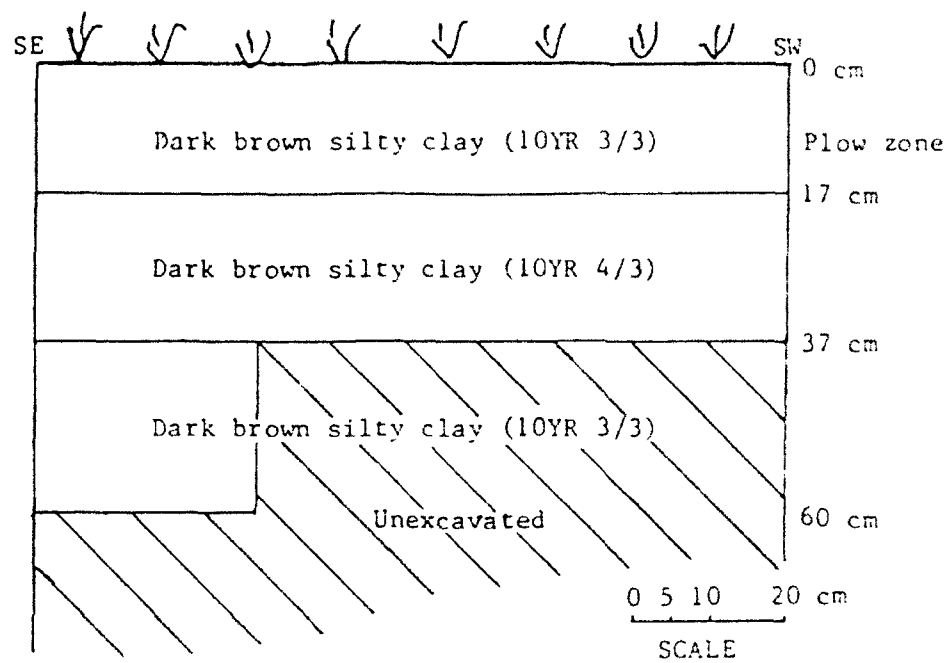 SE SW
0 cm
Dark brown silty clay (10YR 3/3) Plow zone
17 cm
Dark brown silty clay (10YR 4/3)
37 cm
Dark brown silty clay (10YR 3/3)
Unexcavated 60 cm
0 5 10 20 cm
SCALE